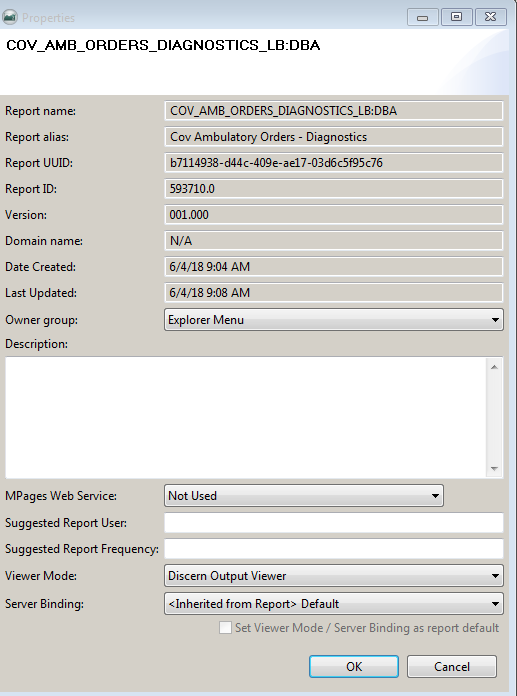 Properties
COV_AMB_ORDERS_DIAGNOSTICS_LB:DBA
Report name: COV_AMB_ORDERS_DIAGNOSTICS_LB:DBA
Report alias: Cov Ambulatory Orders - Diagnostics
Report UUID: b7114938-d44c-409e-ae17-03d6c5f95c76
Report ID: 593710.0
Version: 001.000
Domain name: N/A
Date Created: 6/4/18 9:04 AM
Last Updated: 6/4/18 9:08 AM
Owner group: Explorer Menu
Description:
MPages Web Service: Not Used
Suggested Report User:
Suggested Report Frequency:
Viewer Mode: Discern Output Viewer
Server Binding: <Inherited from Report> Default
Set Viewer Mode / Server Binding as report default
OK Cancel